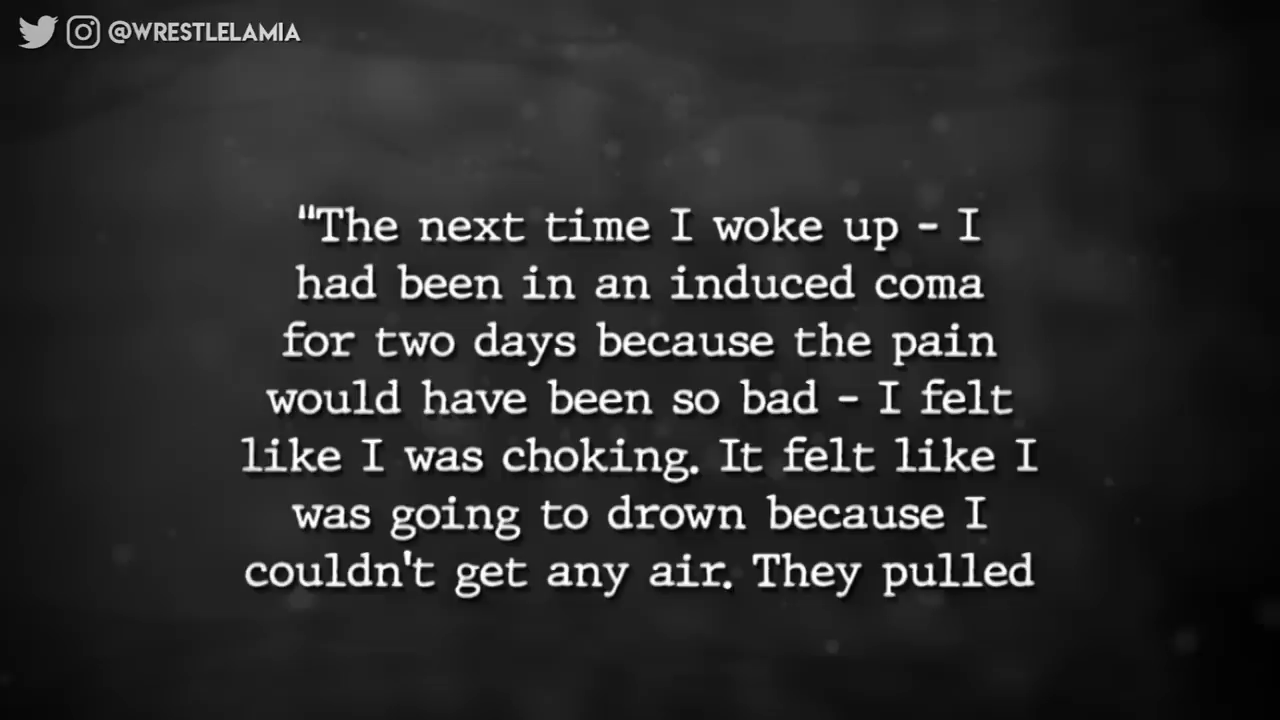 @WRESTLELAMIA
"The next time I woke up - I
had been in an induced coma
for two days because the pain
would have been so bad - I felt
like I was choking. It felt like I
was going to drown because I
couldn't get any air. They pulled